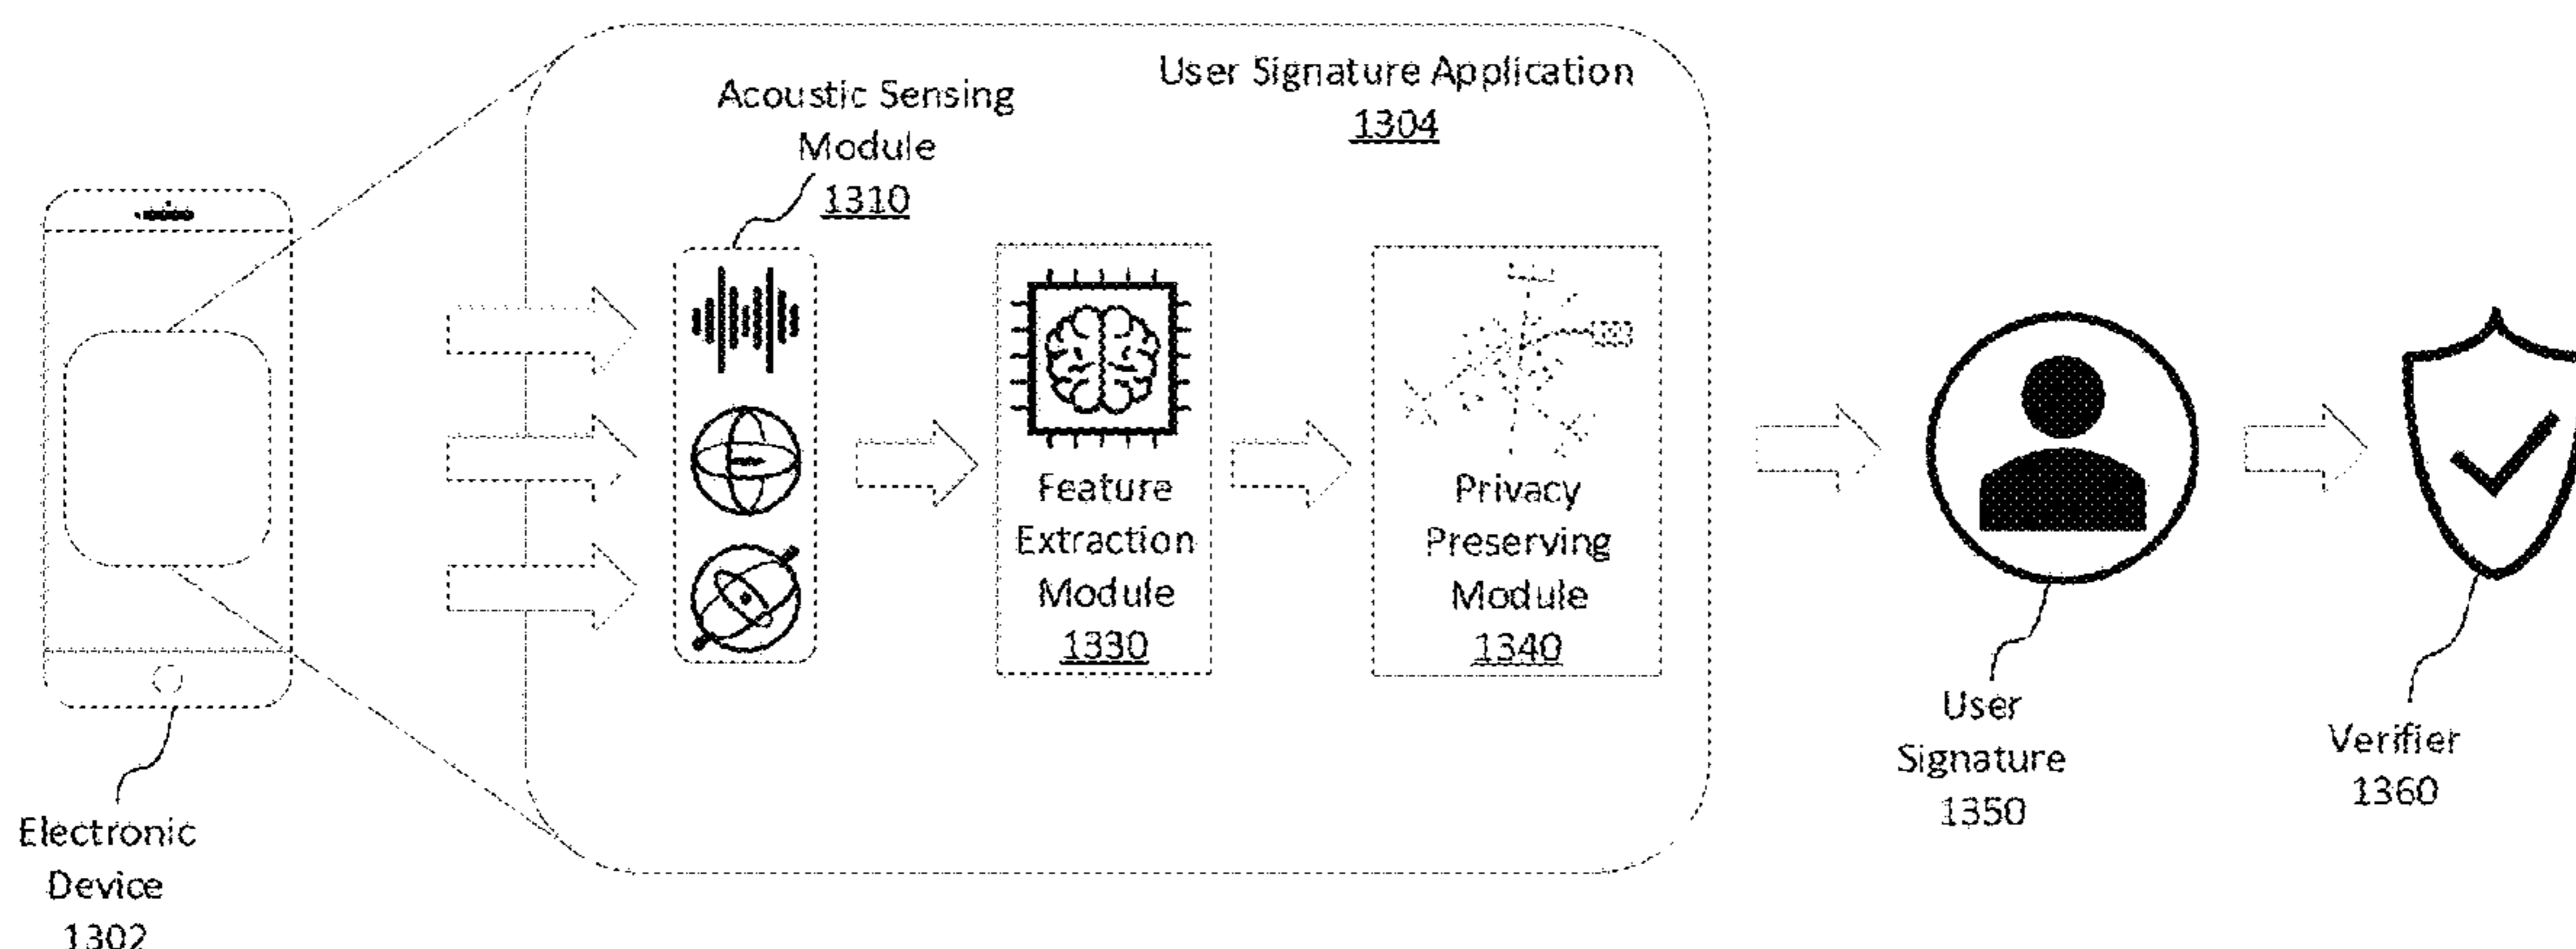 User Signature Application
1304
Acoustic Sensing
Module
1310
Feature
Extraction
Module
1330
Privacy
Preserving
Module
1340
User
Signature
1350
Verifier
1360
Electronic
Device
1302